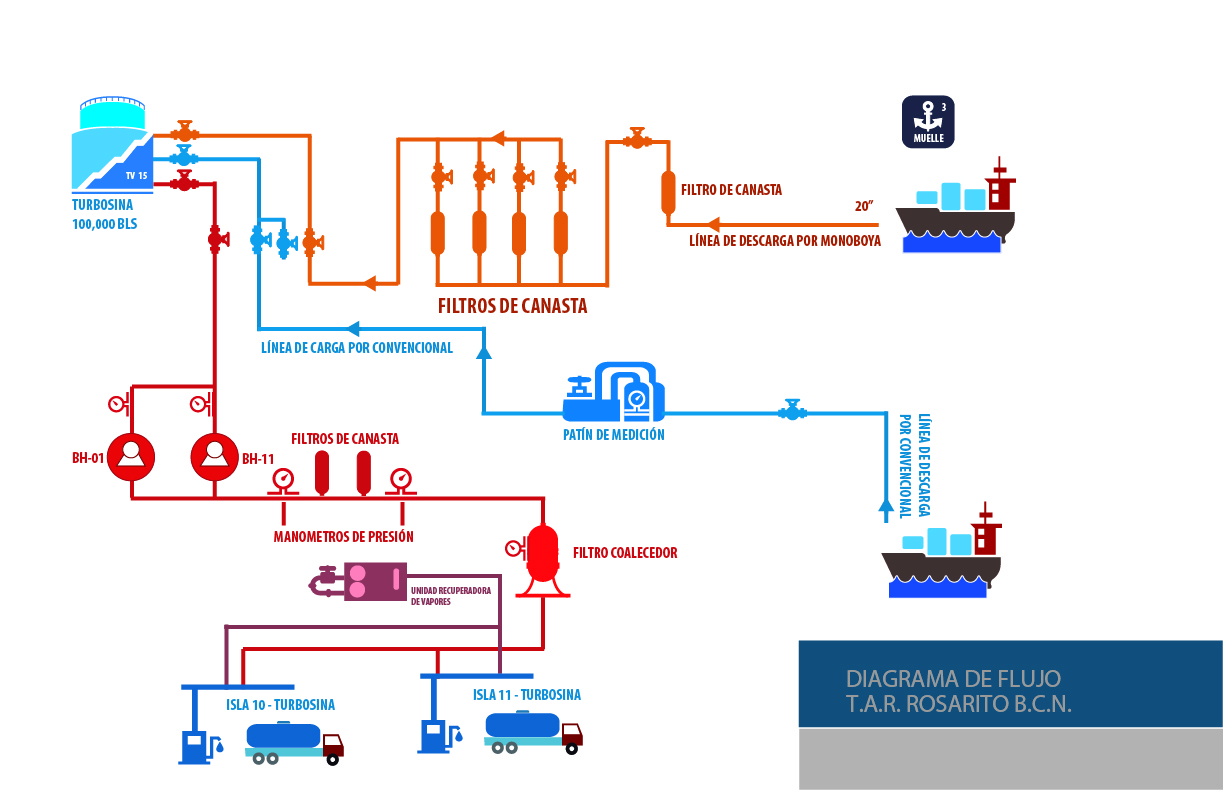 3
MUELLE
TV 15
TURBOSINA
100,000 BLS
FILTRO DE CANASTA
20”
LÍNEA DE DESCARGA POR MONOBOYA
FILTROS DE CANASTA
LÍNEA DE CARGA POR CONVENCIONAL
PATÍN DE MEDICIÓN
LÍNEA DE DESCARGA
POR CONVENCIONAL
FILTROS DE CANASTA
BH-01
BH-11
MANOMETROS DE PRESIÓN
FILTRO COALECEDOR
UNIDAD RECUPERADORA
DE VAPORES
ISLA 10 - TURBOSINA
ISLA 11 - TURBOSINA
DIAGRAMA DE FLUJO
T.A.R. ROSARITO B.C.N.